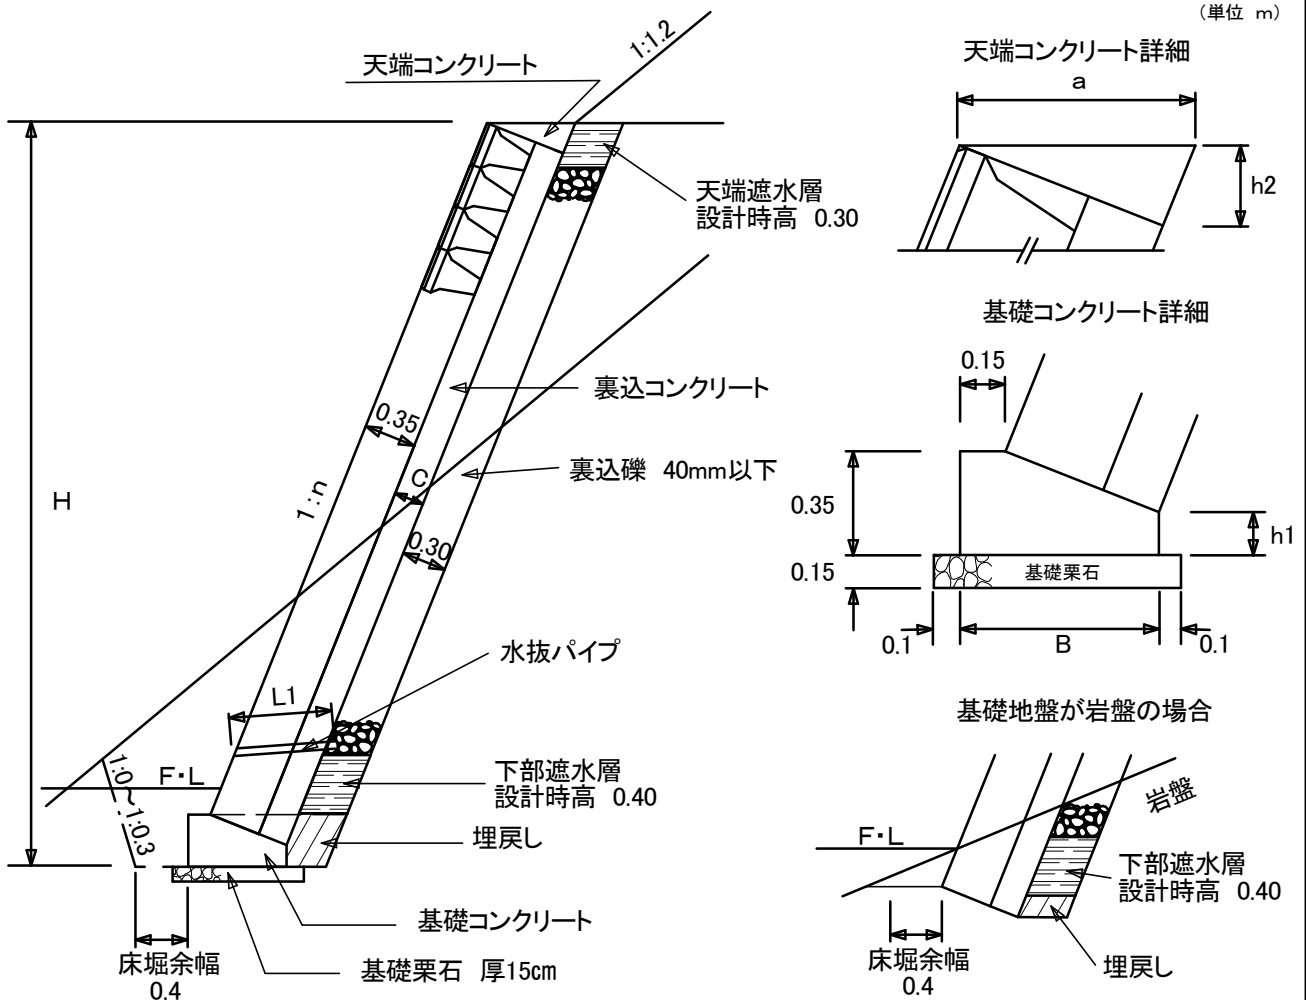 (単位 m)
天端コンクリート
1:1.2
天端コンクリート詳細
a
h2
天端遮水層
設計時高 0.30
H
1:n
0.35
C
0.30
裏込コンクリート
裏込礫 40mm以下
基礎コンクリート詳細
0.15
0.35
0.15
h1
基礎栗石
0.1
B
0.1
水抜パイプ
L1
F・L
1:0~1:0.3
下部遮水層
設計時高 0.40
埋戻し
基礎コンクリート
基礎栗石 厚15cm
床堀余幅
0.4
基礎地盤が岩盤の場合
岩盤
F・L
下部遮水層
設計時高 0.40
床堀余幅
0.4
埋戻し